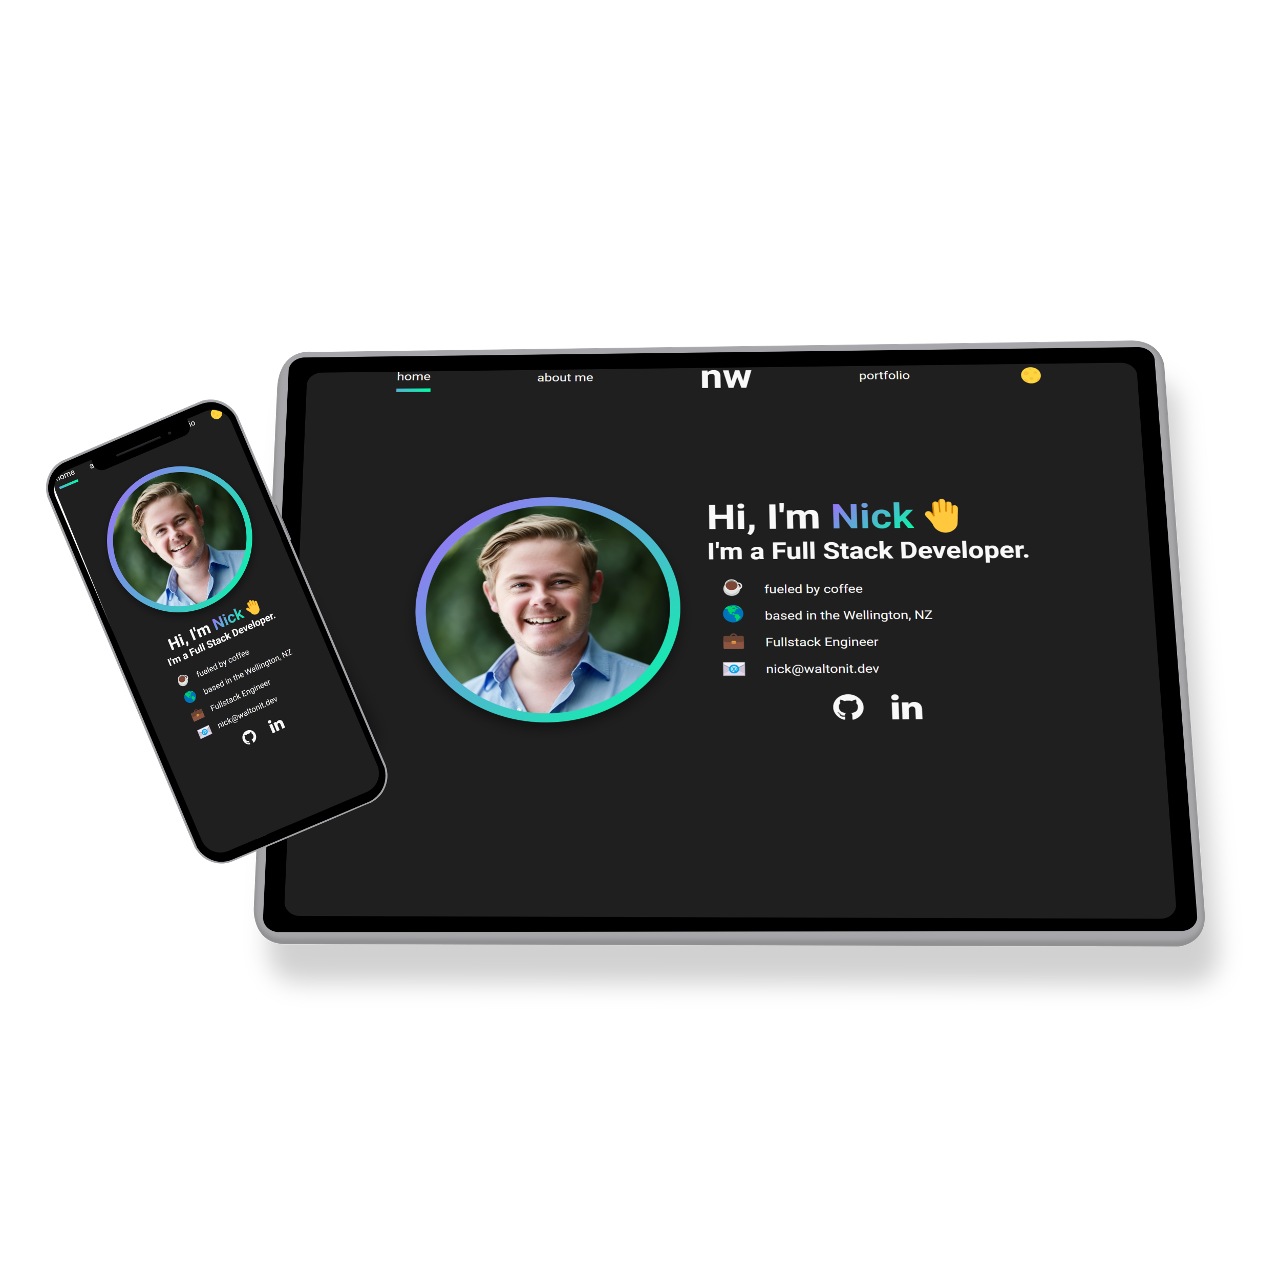 home
about me
nw
portfolio
Hi, I'm Nick
I'm a Full Stack Developer.
fueled by coffee
based in the Wellington, NZ
Fullstack Engineer
nick@waltonit.dev
in
home
a
io
Hi, I'm Nick
I'm a Full Stack Developer.
fueled by coffee
based in the Wellington, NZ
Fullstack Engineer
nick@waltonit.dev
in